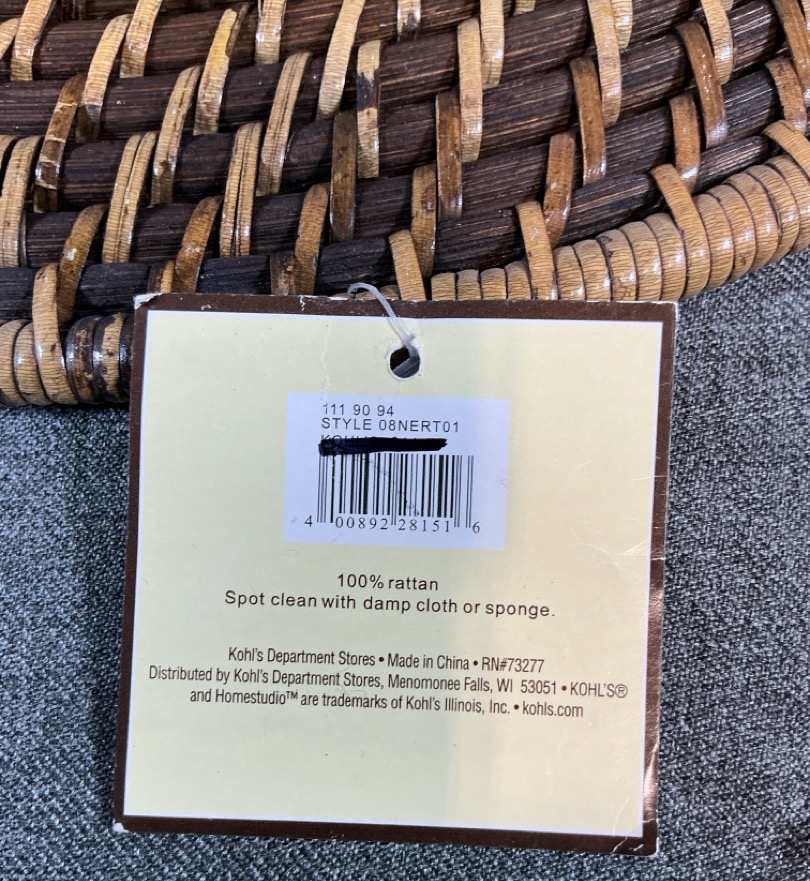 111 90 94
STYLE 08NERT01
4 00892 28151 6
100% rattan
Spot clean with damp cloth or sponge.
Kohl's Department Stores • Made in China • RN#73277
Distributed by Kohl's Department Stores, Menomonee Falls, WI 53051 • KOHL'S®
and Homestudio™ are trademarks of Kohl's Illinois, Inc. • kohls.com